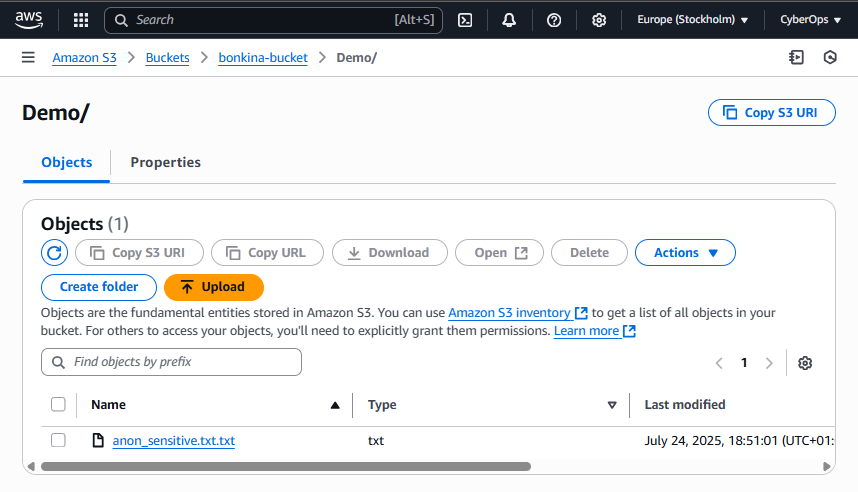 aws Search [Alt+S] Europe (Stockholm) CyberOps
Amazon S3 Buckets bonkina-bucket Demo/
Demo/
Copy S3 URI
Objects Properties
Objects (1)
Copy S3 URI Copy URL Download Open Delete Actions
Create folder Upload
Objects are the fundamental entities stored in Amazon S3. You can use Amazon S3 inventory to get a list of all objects in your
bucket. For others to access your objects, you'll need to explicitly grant them permissions. Learn more
Find objects by prefix
1
Name Type Last modified
anon_sensitive.txt.txt txt July 24, 2025, 18:51:01 (UTC+01: